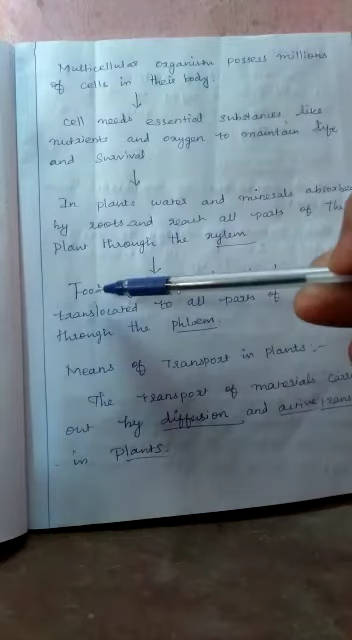 Multicellular organism possess millions
of cells in their body.
Cell needs essential substances like
nutrients and oxygen to maintain life
and survival
In plants water and minerals absorbed
by roots and reach all parts of the
plant through the xylem
Food
translocated to all parts of
through the phloem.
Means of Transport in plants:-
The transport of materials carr
out by diffusion and active trans
in plants.